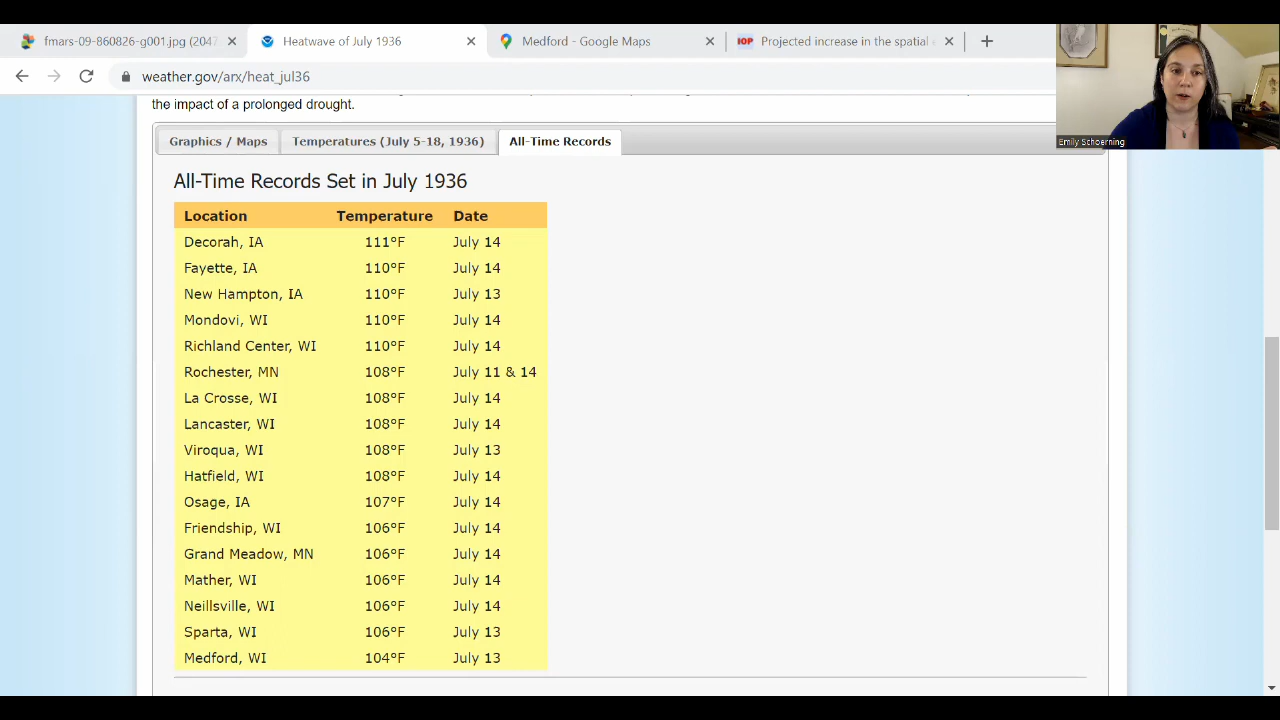 fmars-09-860826-g001.jpg (2047
Heatwave of July 1936
Medford - Google Maps
IOP
Projected increase in the spatial
weather.gov/arx/heat_jul36
Emily Schoerning
the impact of a prolonged drought.
Graphics / Maps
Temperatures (July 5-18, 1936)
All-Time Records
All-Time Records Set in July 1936
Location Temperature Date
Decorah, IA 111°F July 14
Fayette, IA 110°F July 14
New Hampton, IA 110°F July 13
Mondovi, WI 110°F July 14
Richland Center, WI 110°F July 14
Rochester, MN 108°F July 11 & 14
La Crosse, WI 108°F July 14
Lancaster, WI 108°F July 14
Viroqua, WI 108°F July 13
Hatfield, WI 108°F July 14
Osage, IA 107°F July 14
Friendship, WI 106°F July 14
Grand Meadow, MN 106°F July 14
Mather, WI 106°F July 14
Neillsville, WI 106°F July 14
Sparta, WI 106°F July 13
Medford, WI 104°F July 13